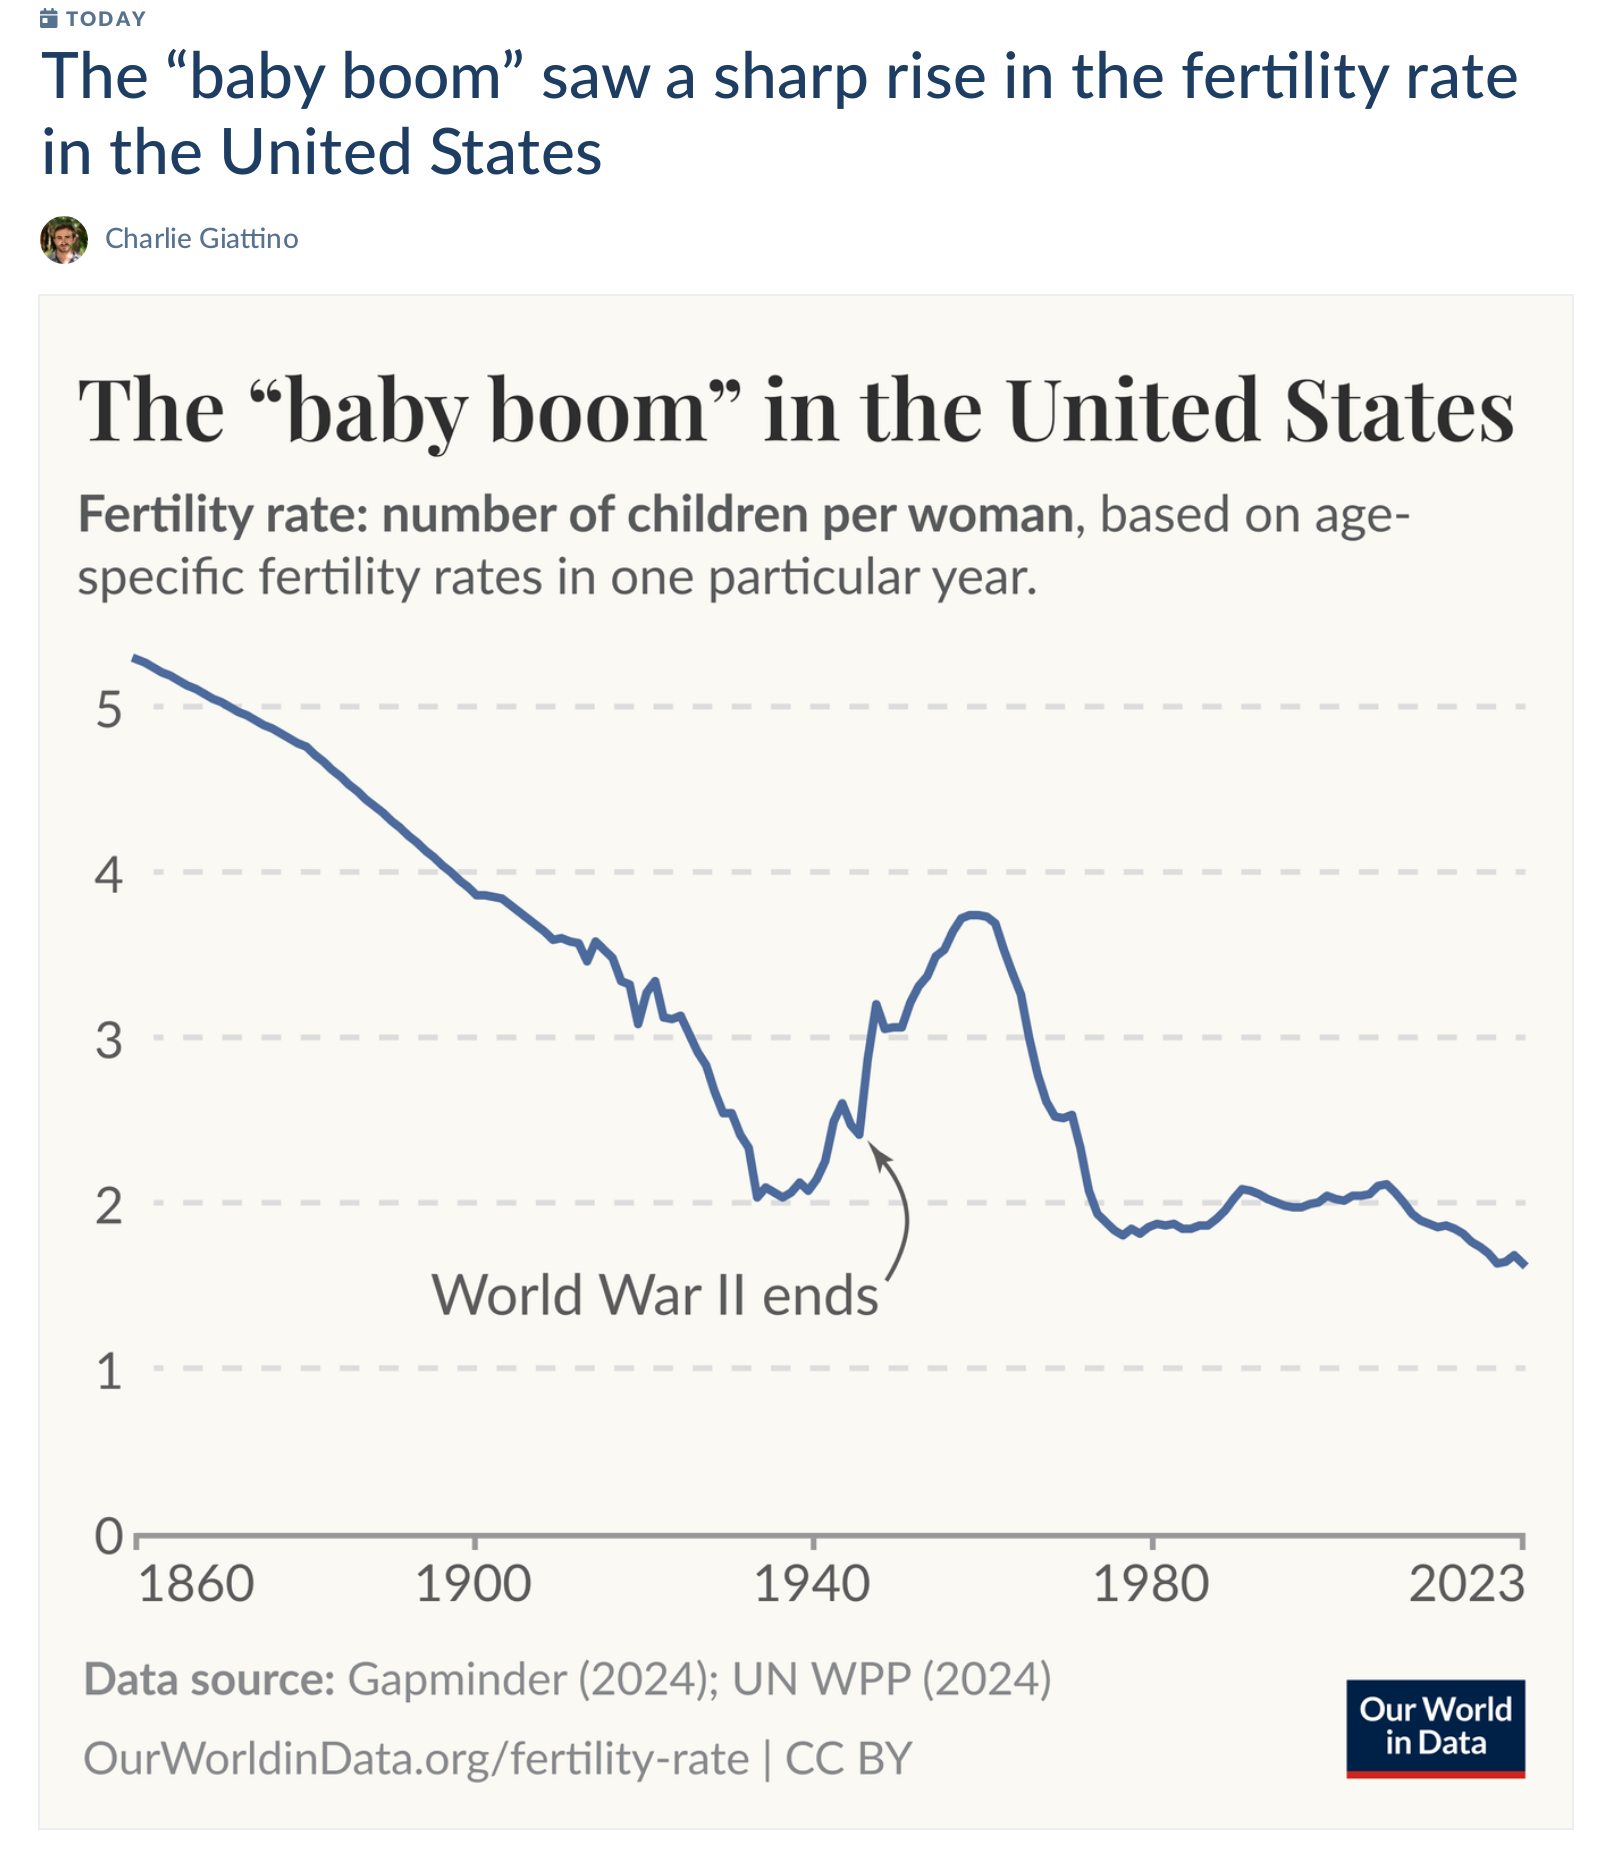 TODAY
The “baby boom” saw a sharp rise in the fertility rate
in the United States
Charlie Giattino
The “baby boom” in the United States
Fertility rate: number of children per woman, based on age-
specific fertility rates in one particular year.
5
4
3
2
World War II ends
1
0
1860 1900 1940 1980 2023
Data source: Gapminder (2024); UN WPP (2024)
OurWorldinData.org/fertility-rate | CC BY
Our World
in Data